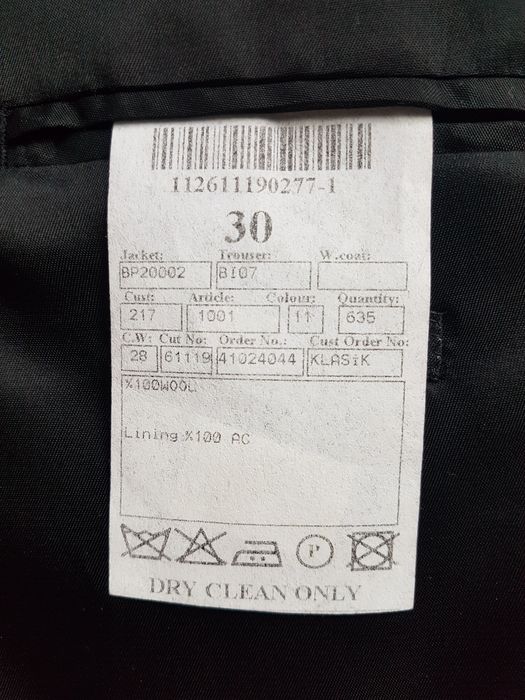 112611190277-1
30
Jacket: Trouser: W.coat:
BP20002 BI07
Cust: Article: Colour: Quantity:
217 1001 11 635
C.W: Cut No: Order No.: Cust Order No:
28 61119 41024044 KLASiK
%100WOOL
Lining %100 AC
P
DRY CLEAN ONLY